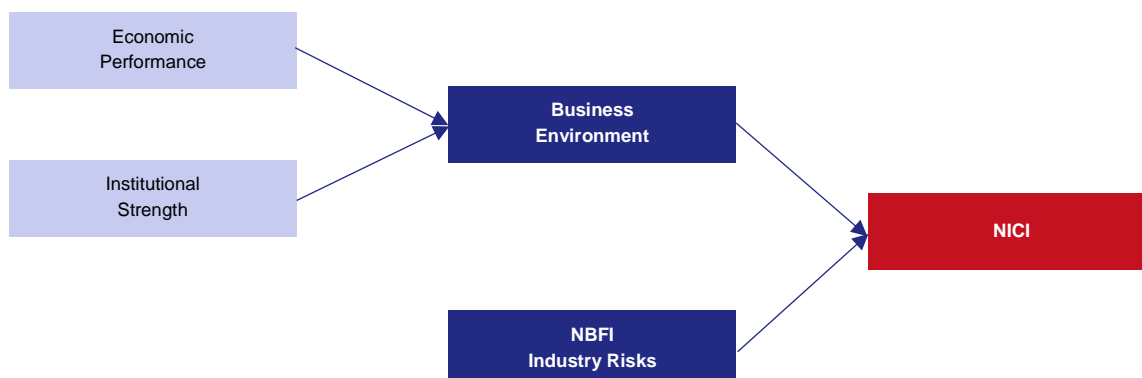 Economic
Performance
Business
Environment
Institutional
Strength
NICI
NBFI
Industry Risks